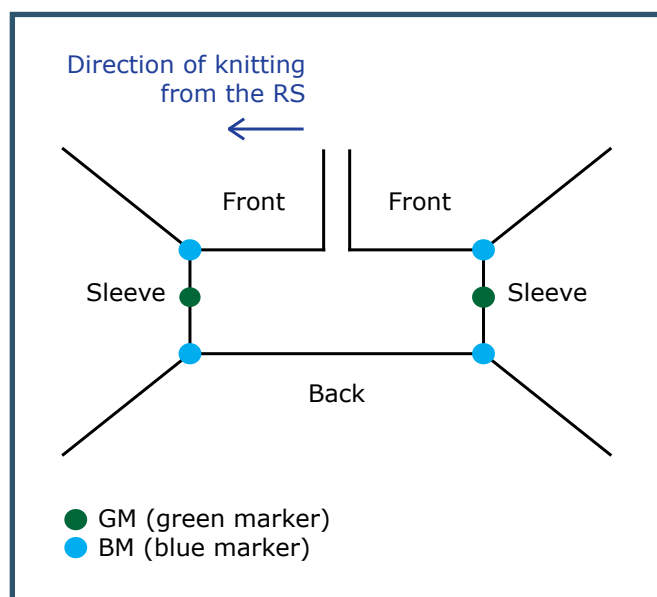 Direction of knitting
from the RS
Front
Front
Sleeve
Sleeve
Back
GM (green marker)
BM (blue marker)